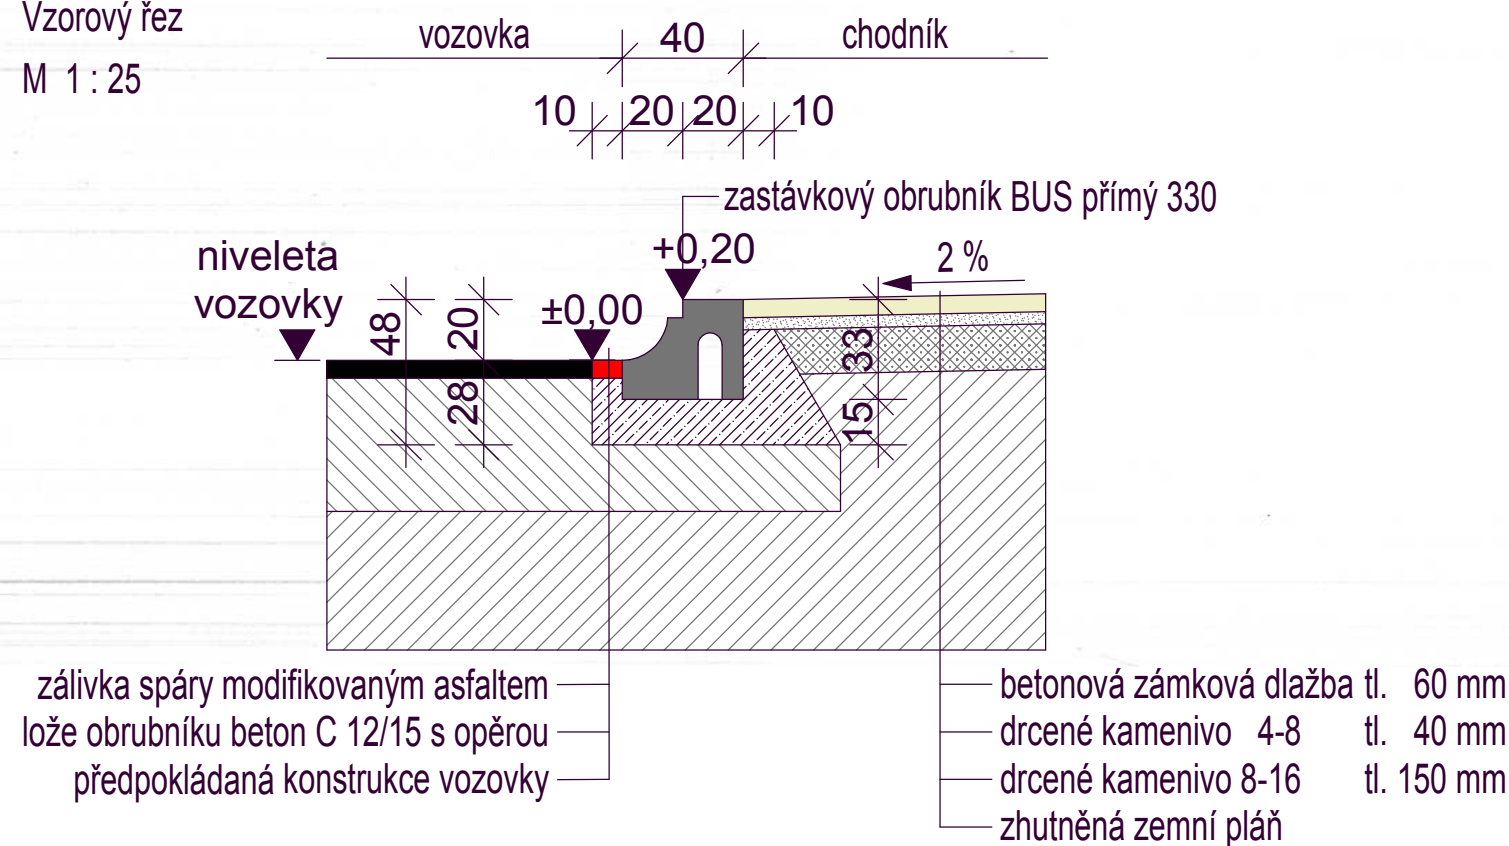 Vzorový řez
M 1 : 25
vozovka
40
chodník
10
20
20
10
zastávkový obrubník BUS přímý 330
niveleta
vozovky
+0,20
2 %
±0,00
48
20
28
33
15
zálivka spáry modifikovaným asfaltem
lože obrubníku beton C 12/15 s opěrou
předpokládaná konstrukce vozovky
betonová zámková dlažba tl. 60 mm
drcené kamenivo 4-8 tl. 40 mm
drcené kamenivo 8-16 tl. 150 mm
zhutněná zemní pláň